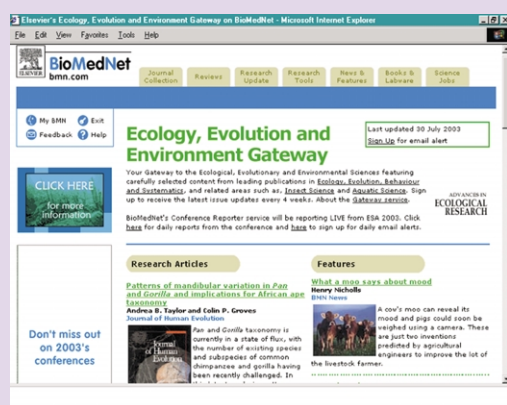 Elsevier's Ecology, Evolution and Environment Gateway on BioMedNet - Microsoft Internet Explorer
File Edit View Favorites Tools Help
ELSEVIER
BioMedNet
bmn.com
Journal Collection
Reviews
Research Update
Research Tools
News & Features
Books & Labware
Science Jobs
My BMN Exit
Feedback Help
CLICK HERE
for more
information
Don't miss out
on 2003's
conferences
Ecology, Evolution and
Environment Gateway
Last updated 30 July 2003
Sign Up for email alert
Your Gateway to the Ecological, Evolutionary and Environmental Sciences featuring
carefully selected content from leading publications in Ecology, Evolution, Behaviour
and Systematics, and related areas such as, Insect Science and Aquatic Science. Sign
up to receive the latest issue updates every 4 weeks. About the Gateway service.
BioMedNet's Conference Reporter service will be reporting LIVE from ESA 2003. Click
here for daily reports from the conference and here to sign up for daily email alerts.
ADVANCES IN
ECOLOGICAL
RESEARCH
Research Articles
Patterns of mandibular variation in Pan
and Gorilla and implications for African ape
taxonomy
Andrea B. Taylor and Colin P. Groves
Journal of Human Evolution
Journal of
Human
Evolution
Pan and Gorilla taxonomy is
currently in a state of flux, with
the number of existing species
and subspecies of common
chimpanzee and gorilla having
been recently challenged. In
Features
What a moo says about mood
Henry Nicholls
BMN News
A cow's moo can reveal its
mood and pigs could soon be
weighed using a camera. These
are just two inventions
predicted by agricultural
engineers to improve the lot of
the livestock farmer.